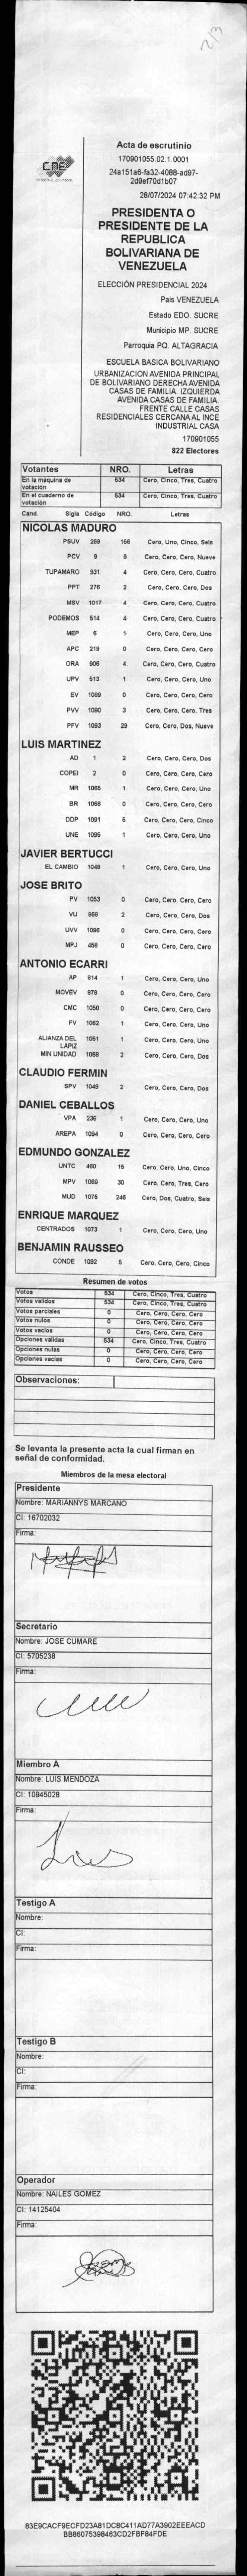 2/3
CNE
Acta de escrutinio
170901055.02.1.0001
24a151a6-fa32-4088-ad97-
2d9ef70d1b07
28/07/2024 07:42:32 PM
PRESIDENTA O
PRESIDENTE DE LA
REPUBLICA
BOLIVARIANA DE
VENEZUELA
ELECCIÓN PRESIDENCIAL 2024
Pais VENEZUELA
Estado EDO. SUCRE
Municipio MP. SUCRE
Parroquia PQ. ALTAGRACIA
ESCUELA BASICA BOLIVARIANO
URBANIZACION AVENIDA PRINCIPAL
DE BOLIVARIANO DERECHA AVENIDA
CASAS DE FAMILIA. IZQUIERDA
AVENIDA CASAS DE FAMILIA.
FRENTE CALLE CASAS
RESIDENCIALES CERCANA AL INCE
INDUSTRIAL CASA
170901055
822 Electores
Votantes NRO. Letras
En la máquina de votación 534 Cero, Cinco, Tres, Cuatro
En el cuaderno de votación 534 Cero, Cinco, Tres, Cuatro
Cand. Sigla Código NRO. Letras
NICOLAS MADURO
PSUV 269 156 Cero, Uno, Cinco, Seis
PCV 9 9 Cero, Cero, Cero, Nueve
TUPAMARO 931 4 Cero, Cero, Cero, Cuatro
PPT 276 2 Cero, Cero, Cero, Dos
MSV 1017 4 Cero, Cero, Cero, Cuatro
PODEMOS 514 4 Cero, Cero, Cero, Cuatro
MEP 6 1 Cero, Cero, Cero, Uno
APC 219 0 Cero, Cero, Cero, Cero
ORA 906 4 Cero, Cero, Cero, Cuatro
UPV 513 1 Cero, Cero, Cero, Uno
EV 1089 0 Cero, Cero, Cero, Cero
PVV 1090 3 Cero, Cero, Cero, Tres
PFV 1093 29 Cero, Cero, Dos, Nueve
LUIS MARTINEZ
AD 1 2 Cero, Cero, Cero, Dos
COPEI 2 0 Cero, Cero, Cero, Cero
MR 1065 1 Cero, Cero, Cero, Uno
BR 1066 0 Cero, Cero, Cero, Cero
DDP 1091 5 Cero, Cero, Cero, Cinco
UNE 1095 1 Cero, Cero, Cero, Uno
JAVIER BERTUCCI
EL CAMBIO 1048 1 Cero, Cero, Cero, Uno
JOSE BRITO
PV 1053 0 Cero, Cero, Cero, Cero
VU 868 2 Cero, Cero, Cero, Dos
UVV 1096 0 Cero, Cero, Cero, Cero
MPJ 458 0 Cero, Cero, Cero, Cero
ANTONIO ECARRI
AP 814 1 Cero, Cero, Cero, Uno
MOVEV 978 0 Cero, Cero, Cero, Cero
CMC 1050 0 Cero, Cero, Cero, Cero
FV 1062 1 Cero, Cero, Cero, Uno
ALIANZA DEL LAPIZ 1051 1 Cero, Cero, Cero, Uno
MIN UNIDAD 1088 2 Cero, Cero, Cero, Dos
CLAUDIO FERMIN
SPV 1049 2 Cero, Cero, Cero, Dos
DANIEL CEBALLOS
VPA 236 1 Cero, Cero, Cero, Uno
AREPA 1094 0 Cero, Cero, Cero, Cero
EDMUNDO GONZALEZ
UNTC 460 15 Cero, Cero, Uno, Cinco
MPV 1069 30 Cero, Cero, Tres, Cero
MUD 1075 246 Cero, Dos, Cuatro, Seis
ENRIQUE MARQUEZ
CENTRADOS 1073 1 Cero, Cero, Cero, Uno
BENJAMIN RAUSSEO
CONDE 1092 5 Cero, Cero, Cero, Cinco
Resumen de votos
Votos 534 Cero, Cinco, Tres, Cuatro
Votos validos 534 Cero, Cinco, Tres, Cuatro
Votos parciales 0 Cero, Cero, Cero, Cero
Votos nulos 0 Cero, Cero, Cero, Cero
Votos vacios 0 Cero, Cero, Cero, Cero
Opciones validas 534 Cero, Cinco, Tres, Cuatro
Opciones nulas 0 Cero, Cero, Cero, Cero
Opciones vacias 0 Cero, Cero, Cero, Cero
Observaciones:
Se levanta la presente acta la cual firman en
señal de conformidad.
Miembros de la mesa electoral
Presidente
Nombre: MARIANNYS MARCANO
CI: 16702032
Firma:
Secretario
Nombre: JOSE CUMARE
CI: 5705238
Firma:
Miembro A
Nombre: LUIS MENDOZA
CI: 10945028
Firma:
Luis
Testigo A
Nombre:
CI:
Firma:
Testigo B
Nombre:
CI:
Firma:
Operador
Nombre: NAILES GOMEZ
CI: 14125404
Firma:
83E9CACF9ECFD23A81DC8C411AD77A3902EEEACD
BB86075398463CD2FBF84FDE